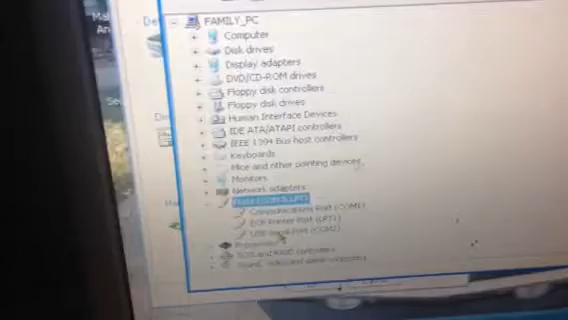 FAMILY_PC
Computer
Disk drives
Display adapters
DVD/CD-ROM drives
Floppy disk controllers
Floppy disk drives
Human Interface Devices
IDE ATA/ATAPI controllers
IEEE 1394 Bus host controllers
Keyboards
Mice and other pointing devices
Monitors
Network adapters
Ports (COM & LPT)
Communications Port (COM1)
ECP Printer Port (LPT1)
USB Serial Port (COM2)
Processors
SCSI and RAID controllers
Sound, video and game controllers